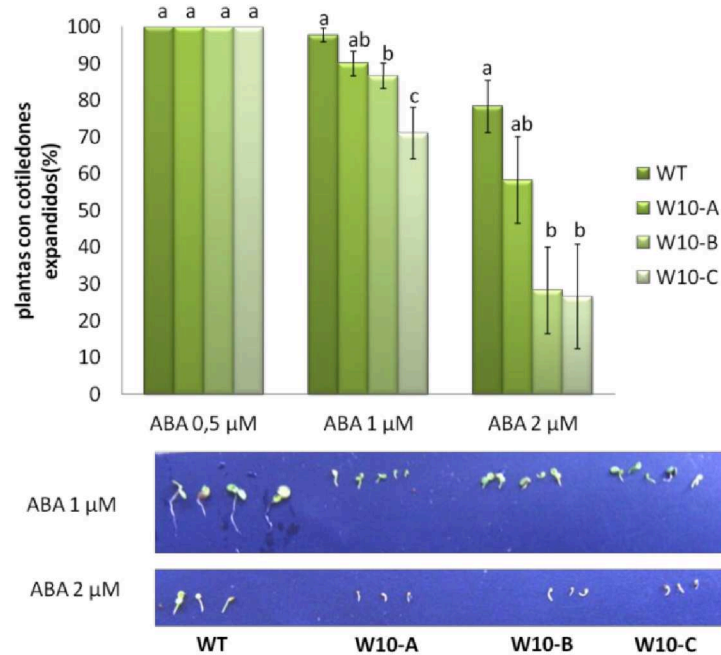 plantas con cotiledones
expandidos(%)
100
90
80
70
60
50
40
30
20
10
0
a a a a
a
ab
b
c
a
ab
b b
ABA 0,5 µM ABA 1 µM ABA 2 µM
WT
W10-A
W10-B
W10-C
ABA 1 µM
ABA 2 µM
WT W10-A W10-B W10-C